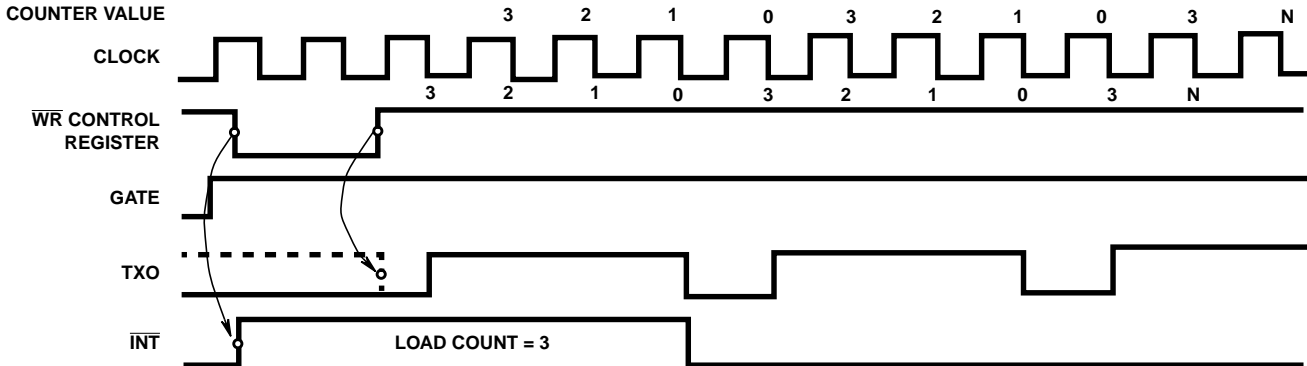 COUNTER VALUE 3 2 1 0 3 2 1 0 3 N
CLOCK
3 2 1 0 3 2 1 0 3 N
WR CONTROL
REGISTER
GATE
TXO
INT
LOAD COUNT = 3